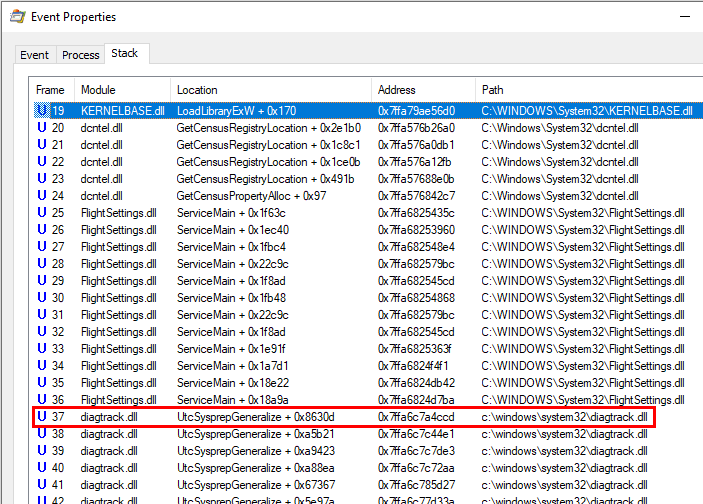 Event Properties
Event Process Stack
Frame Module Location Address Path
U 19 KERNELBASE.dll LoadLibraryExW + 0x170 0x7ffa79ae56d0 C:\WINDOWS\System32\KERNELBASE.dll
U 20 dcntel.dll GetCensusRegistryLocation + 0x2e1b0 0x7ffa576b26a0 C:\Windows\System32\dcntel.dll
U 21 dcntel.dll GetCensusRegistryLocation + 0x1c8c1 0x7ffa576a0db1 C:\Windows\System32\dcntel.dll
U 22 dcntel.dll GetCensusRegistryLocation + 0x1ce0b 0x7ffa576a12fb C:\Windows\System32\dcntel.dll
U 23 dcntel.dll GetCensusRegistryLocation + 0x491b 0x7ffa57688e0b C:\Windows\System32\dcntel.dll
U 24 dcntel.dll GetCensusPropertyAlloc + 0x97 0x7ffa576842c7 C:\Windows\System32\dcntel.dll
U 25 FlightSettings.dll ServiceMain + 0x1f63c 0x7ffa6825435c C:\WINDOWS\System32\FlightSettings.dll
U 26 FlightSettings.dll ServiceMain + 0x1ec40 0x7ffa68253960 C:\WINDOWS\System32\FlightSettings.dll
U 27 FlightSettings.dll ServiceMain + 0x1fbc4 0x7ffa682548e4 C:\WINDOWS\System32\FlightSettings.dll
U 28 FlightSettings.dll ServiceMain + 0x22c9c 0x7ffa682579bc C:\WINDOWS\System32\FlightSettings.dll
U 29 FlightSettings.dll ServiceMain + 0x1f8ad 0x7ffa682545cd C:\WINDOWS\System32\FlightSettings.dll
U 30 FlightSettings.dll ServiceMain + 0x1fb48 0x7ffa68254868 C:\WINDOWS\System32\FlightSettings.dll
U 31 FlightSettings.dll ServiceMain + 0x22c9c 0x7ffa682579bc C:\WINDOWS\System32\FlightSettings.dll
U 32 FlightSettings.dll ServiceMain + 0x1f8ad 0x7ffa682545cd C:\WINDOWS\System32\FlightSettings.dll
U 33 FlightSettings.dll ServiceMain + 0x1e91f 0x7ffa6825363f C:\WINDOWS\System32\FlightSettings.dll
U 34 FlightSettings.dll ServiceMain + 0x1a7d1 0x7ffa6824f4f1 C:\WINDOWS\System32\FlightSettings.dll
U 35 FlightSettings.dll ServiceMain + 0x18e22 0x7ffa6824db42 C:\WINDOWS\System32\FlightSettings.dll
U 36 FlightSettings.dll ServiceMain + 0x18a9a 0x7ffa6824d7ba C:\WINDOWS\System32\FlightSettings.dll
U 37 diagtrack.dll UtcSysprepGeneralize + 0x8630d 0x7ffa6c7a4ccd c:\windows\system32\diagtrack.dll
U 38 diagtrack.dll UtcSysprepGeneralize + 0xa5b21 0x7ffa6c7c44e1 c:\windows\system32\diagtrack.dll
U 39 diagtrack.dll UtcSysprepGeneralize + 0xa9423 0x7ffa6c7c7de3 c:\windows\system32\diagtrack.dll
U 40 diagtrack.dll UtcSysprepGeneralize + 0xa88ea 0x7ffa6c7c72aa c:\windows\system32\diagtrack.dll
U 41 diagtrack.dll UtcSysprepGeneralize + 0x67367 0x7ffa6c785d27 c:\windows\system32\diagtrack.dll
U 42 diagtrack.dll UtcSysprepGeneralize + 0x5e97a 0x7ffa6c77d33a c:\windows\system32\diagtrack.dll